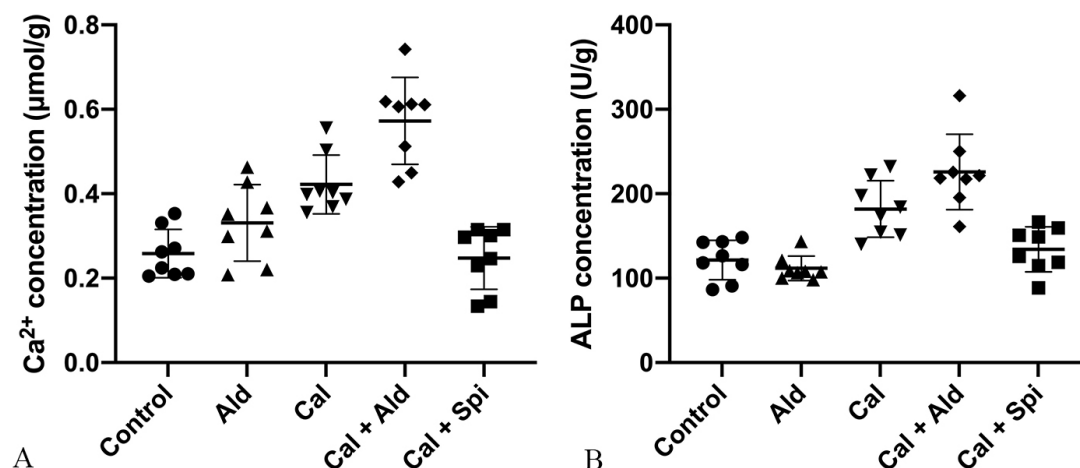 Ca²⁺ concentration (μmol/g)
0.8
0.6
0.4
0.2
0.0
Control
Ald
Cal
Cal + Ald
Cal + Spi
A
ALP concentration (U/g)
400
300
200
100
0
Control
Ald
Cal
Cal + Ald
Cal + Spi
B